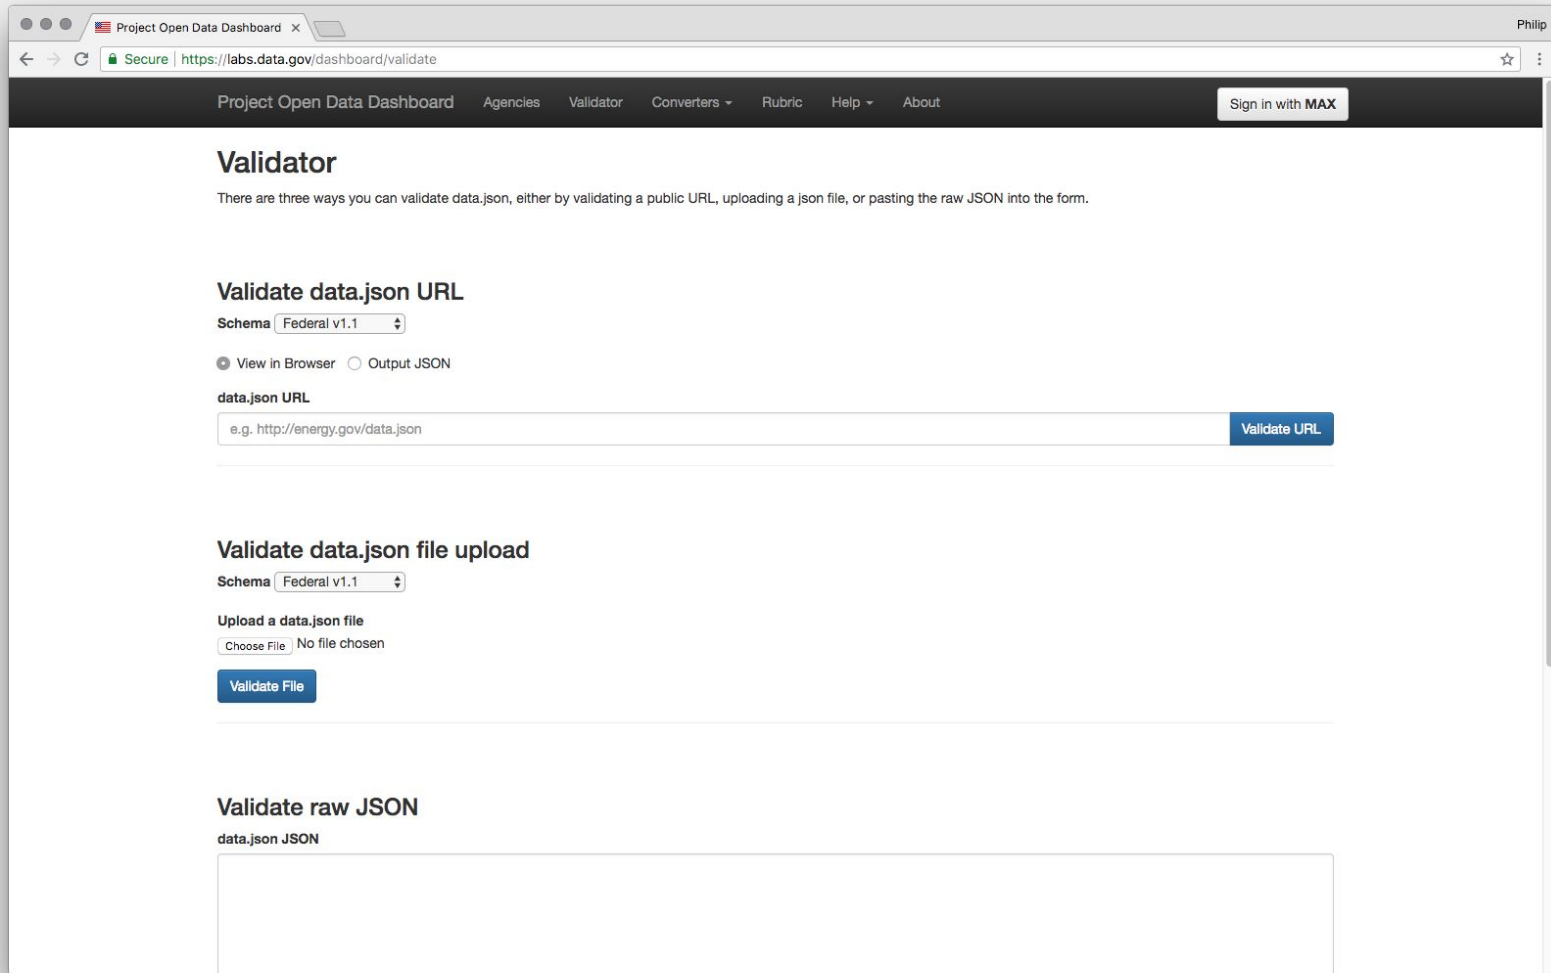 Project Open Data Dashboard
Philip
Secure https://labs.data.gov/dashboard/validate
Project Open Data Dashboard Agencies Validator Converters Rubric Help About Sign in with MAX
Validator
There are three ways you can validate data.json, either by validating a public URL, uploading a json file, or pasting the raw JSON into the form.
Validate data.json URL
Schema Federal v1.1
View in Browser Output JSON
data.json URL
e.g. http://energy.gov/data.json Validate URL
Validate data.json file upload
Schema Federal v1.1
Upload a data.json file
Choose File No file chosen
Validate File
Validate raw JSON
data.json JSON